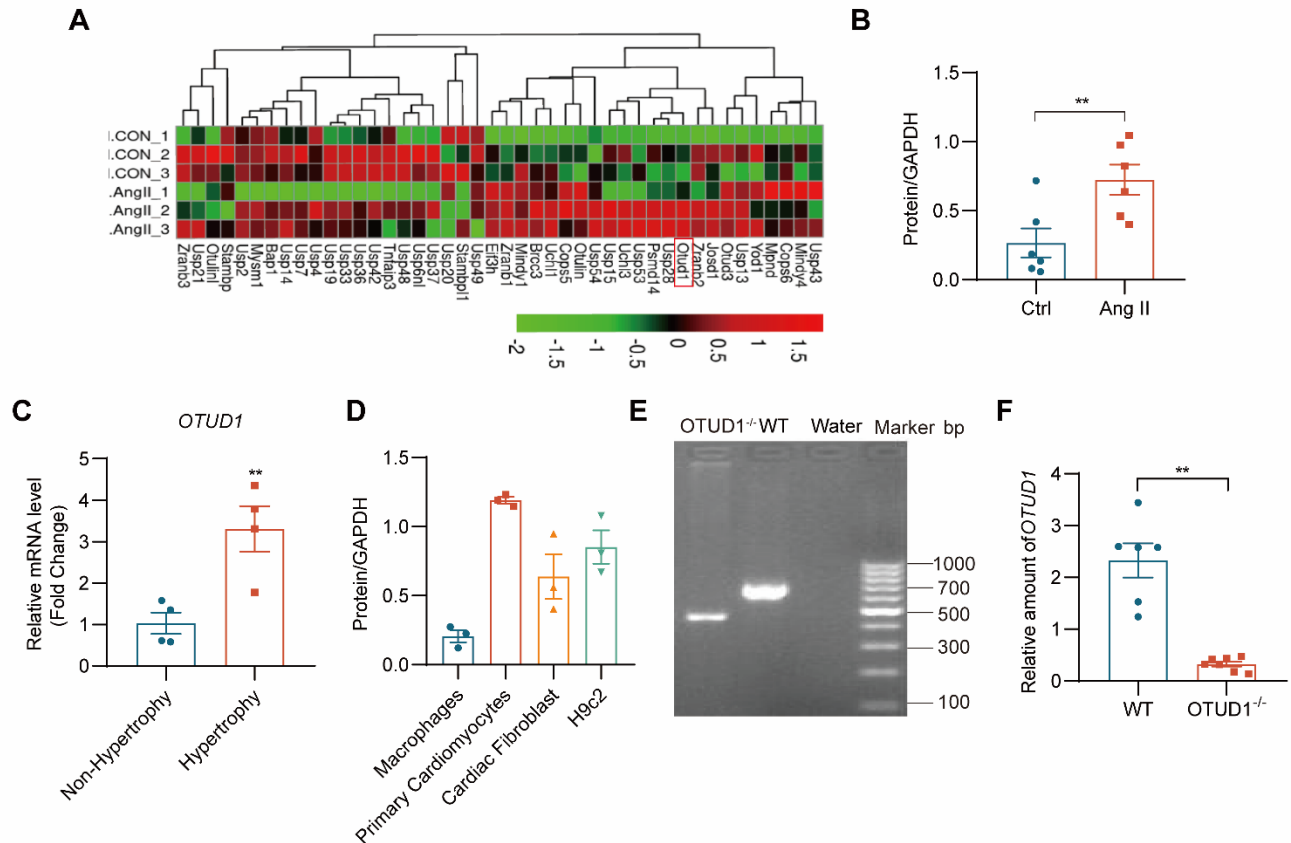 A
I.CON_1
I.CON_2
I.CON_3
.AngII_1
.AngII_2
.AngII_3
Zranb3
Usp21
Otulinl
Stambp
Usp2
Mysm1
Bap1
Usp14
Usp7
Usp4
Usp19
Usp33
Usp36
Usp42
Tnfaip3
Usp48
Usp6nl
Usp37
Usp20
Stambpl1
Usp49
Eif3h
Zranb1
Mindy1
Brcc3
Uchl1
Cops5
Otulin
Usp54
Usp15
Uchl3
Usp53
Psmd14
Usp28
Otud1
Zranb2
Josd1
Otud3
Usp13
Yod1
Mpnd
Cops6
Mindy4
Usp43
-2
-1.5
-1
-0.5
0
0.5
1
1.5
B
Protein/GAPDH
1.5
1.0
0.5
0.0
**
Ctrl
Ang II
C
OTUD1
Relative mRNA level
(Fold Change)
5
4
3
2
1
0
**
Non-Hypertrophy
Hypertrophy
D
Protein/GAPDH
1.5
1.0
0.5
0.0
Macrophages
Primary Cardiomyocytes
Cardiac Fibroblast
H9c2
E
OTUD1-/- WT Water Marker bp
1000
700
500
300
100
F
Relative amount of OTUD1
4
3
2
1
0
**
WT
OTUD1-/-